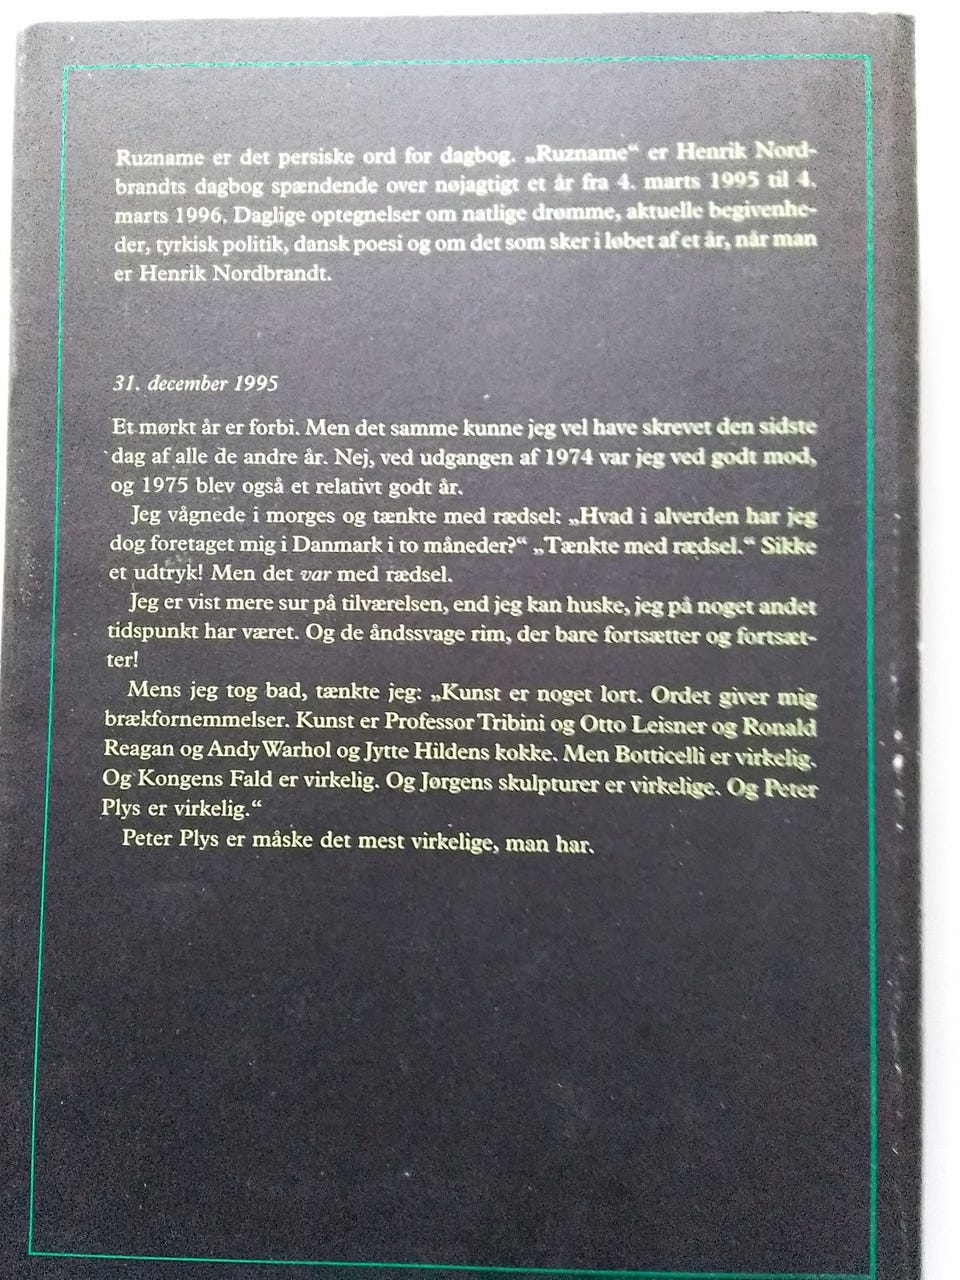 Ruzname er det persiske ord for dagbog. „Ruzname“ er Henrik Nord-
brandts dagbog spændende over nøjagtigt et år fra 4. marts 1995 til 4.
marts 1996. Daglige optegnelser om natlige drømme, aktuelle begivenhe-
der, tyrkisk politik, dansk poesi og om det som sker i løbet af et år, når man
er Henrik Nordbrandt.
31. december 1995
Et mørkt år er forbi. Men det samme kunne jeg vel have skrevet den sidste
dag af alle de andre år. Nej, ved udgangen af 1974 var jeg ved godt mod,
og 1975 blev også et relativt godt år.
Jeg vågnede i morges og tænkte med rædsel: „Hvad i alverden har jeg
dog foretaget mig i Danmark i to måneder?“ „Tænkte med rædsel.“ Sikke
et udtryk! Men det var med rædsel.
Jeg er vist mere sur på tilværelsen, end jeg kan huske, jeg på noget andet
tidspunkt har været. Og de åndssvage rim, der bare fortsætter og fortsæt-
ter!
Mens jeg tog bad, tænkte jeg: „Kunst er noget lort. Ordet giver mig
brækfornemmelser. Kunst er Professor Tribini og Otto Leisner og Ronald
Reagan og Andy Warhol og Jytte Hildens kokke. Men Botticelli er virkelig.
Og Kongens Fald er virkelig. Og Jørgens skulpturer er virkelige. Og Peter
Plys er virkelig.“
Peter Plys er måske det mest virkelige, man har.